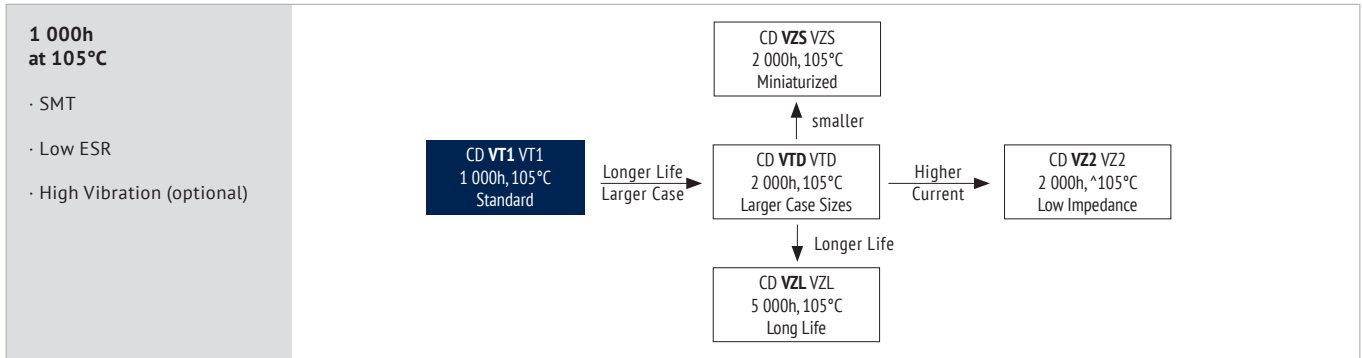 1 000h
at 105°C
· SMT
· Low ESR
· High Vibration (optional)
CD VZS VZS
2 000h, 105°C
Miniaturized
smaller
CD VT1 VT1
1 000h, 105°C
Standard
Longer Life
Larger Case
CD VTD VTD
2 000h, 105°C
Larger Case Sizes
Higher
Current
CD VZ2 VZ2
2 000h, ^105°C
Low Impedance
Longer Life
CD VZL VZL
5 000h, 105°C
Long Life